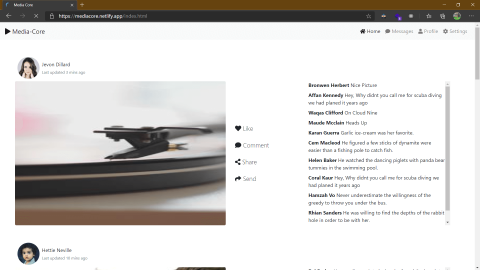 Media Core
https://mediacore.netlify.app/index.html
Media-Core
Home
Messages
Profile
Settings
Jevon Dillard
Last updated 3 mins ago
Like
Comment
Share
Send
Bronwen Herbert Nice Picture
Affan Kennedy Hey, Why didnt you call me for scuba diving
we had planed it years ago
Waqas Clifford On Cloud Nine
Maude Mcclain Heads Up
Karan Guerra Garlic ice-cream was her favorite.
Cem Macleod He figured a few sticks of dynamite were
easier than a fishing pole to catch fish.
Helen Baker He watched the dancing piglets with panda bear
tummies in the swimming pool.
Coral Kaur Hey, Why didnt you call me for scuba diving we
had planed it years ago
Hamzah Vo Never underestimate the willingness of the
greedy to throw you under the bus.
Rhian Sanders He was willing to find the depths of the rabbit
hole in order to be with her.
Hettie Neville
Last updated 10 mins ago